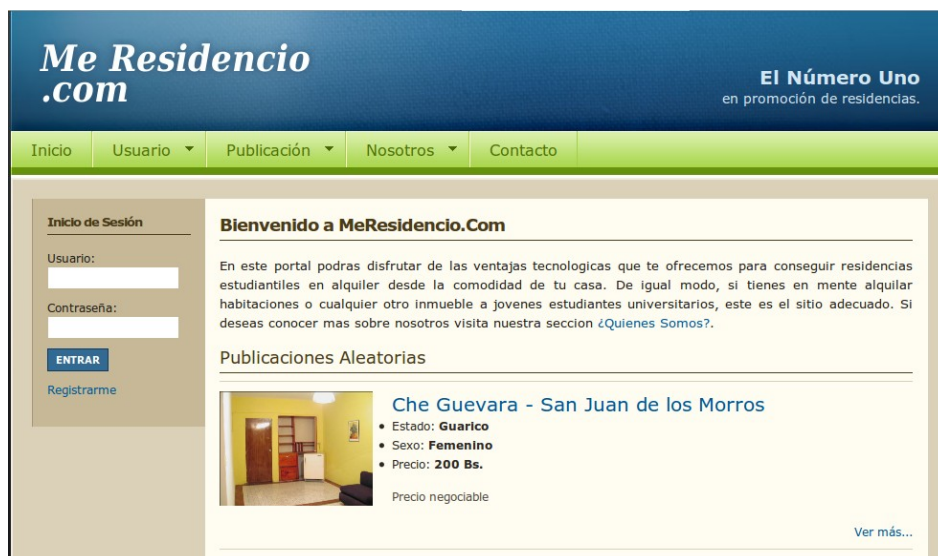 Me Residencio
.com
El Número Uno
en promoción de residencias.
Inicio Usuario Publicación Nosotros Contacto
Inicio de Sesión
Usuario:
Contraseña:
ENTRAR
Registrarme
Bienvenido a MeResidencio.Com
En este portal podras disfrutar de las ventajas tecnologicas que te ofrecemos para conseguir residencias
estudiantiles en alquiler desde la comodidad de tu casa. De igual modo, si tienes en mente alquilar
habitaciones o cualquier otro inmueble a jovenes estudiantes universitarios, este es el sitio adecuado. Si
deseas conocer mas sobre nosotros visita nuestra seccion ¿Quienes Somos?.
Publicaciones Aleatorias
Che Guevara - San Juan de los Morros
Estado: Guarico
Sexo: Femenino
Precio: 200 Bs.
Precio negociable
Ver más...